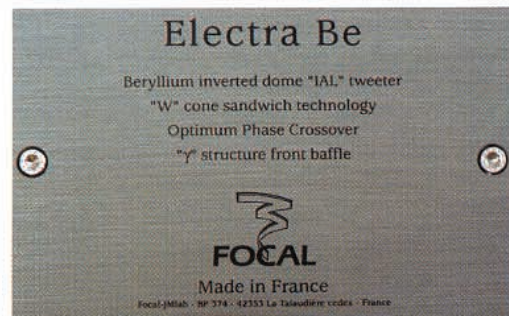 Electra Be
Beryllium inverted dome "IAL" tweeter
"W" cone sandwich technology
Optimum Phase Crossover
"γ" structure front baffle
FOCAL
Made in France
Focal-JMlab - BP 374 - 42353 La Talaudière cedex - France